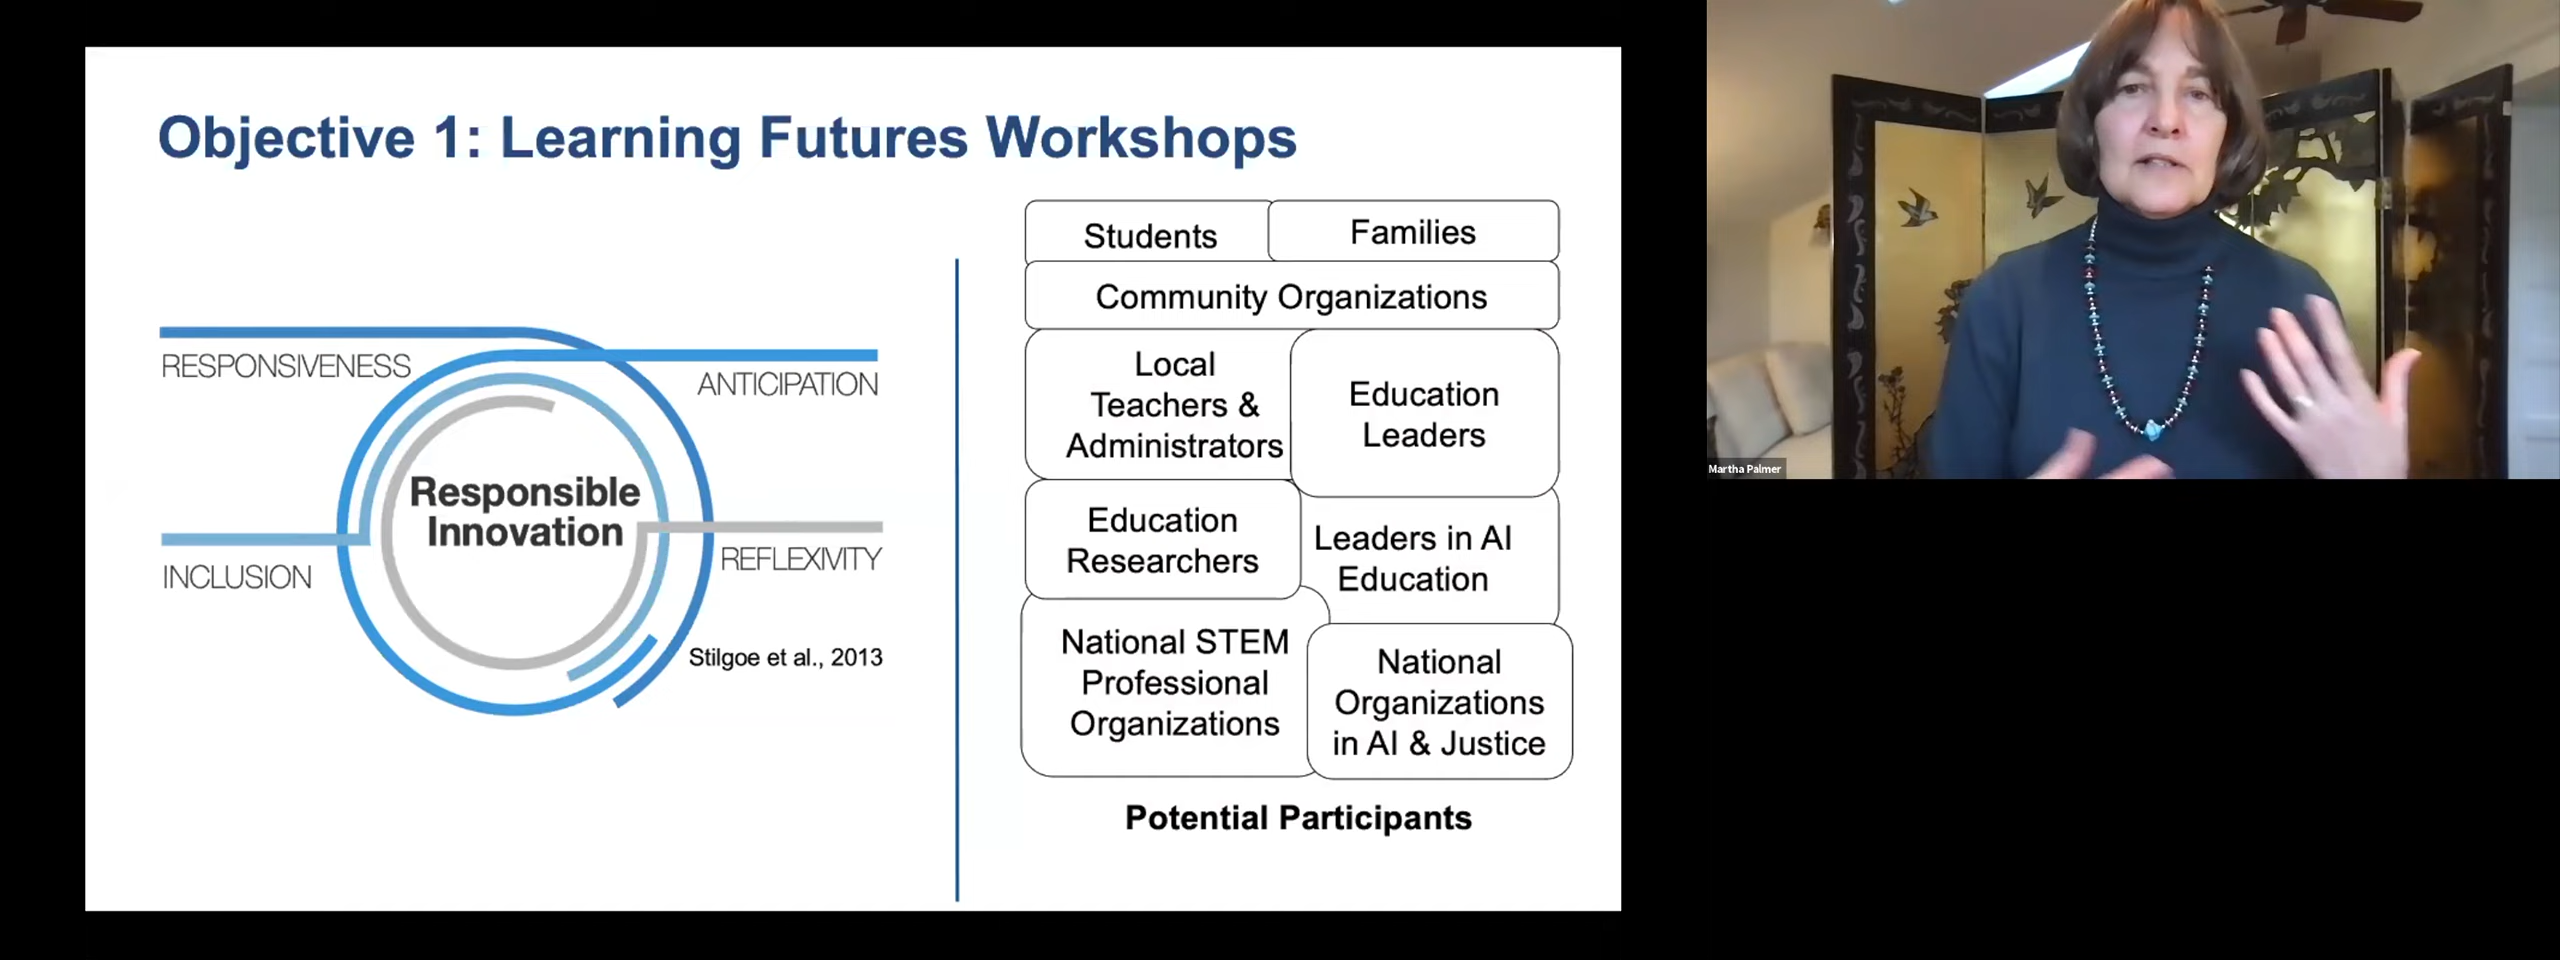 Objective 1: Learning Futures Workshops
RESPONSIVENESS
ANTICIPATION
Responsible
Innovation
INCLUSION
REFLEXIVITY
Stilgoe et al., 2013
Students
Families
Community Organizations
Local
Teachers &
Administrators
Education
Leaders
Education
Researchers
Leaders in AI
Education
National STEM
Professional
Organizations
National
Organizations
in AI & Justice
Potential Participants
Martha Palmer